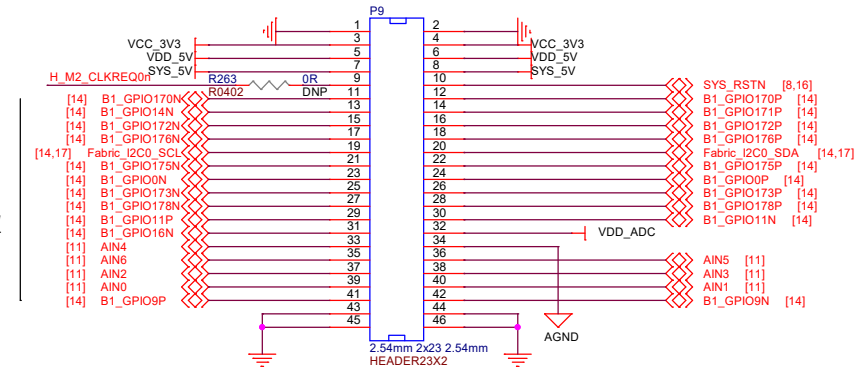 P9
1 2
VCC_3V3 3 4 VCC_3V3
VDD_5V 5 6 VDD_5V
SYS_5V 7 8 SYS_5V
H_M2_CLKREQ0n R263 0R 9 10 SYS_RSTN [8,16]
R0402 DNP
[14] B1_GPIO170N 11 12 B1_GPIO170P [14]
[14] B1_GPIO14N 13 14 B1_GPIO171P [14]
[14] B1_GPIO172N 15 16 B1_GPIO172P [14]
[14] B1_GPIO176N 17 18 B1_GPIO176P [14]
[14,17] Fabric_I2C0_SCL 19 20 Fabric_I2C0_SDA [14,17]
[14] B1_GPIO175N 21 22 B1_GPIO175P [14]
[14] B1_GPIO0N 23 24 B1_GPIO0P [14]
[14] B1_GPIO173N 25 26 B1_GPIO173P [14]
[14] B1_GPIO178N 27 28 B1_GPIO178P [14]
[14] B1_GPIO11P 29 30 B1_GPIO11N [14]
[14] B1_GPIO16N 31 32 VDD_ADC
[11] AIN4 33 34
[11] AIN6 35 36 AIN5 [11]
[11] AIN2 37 38 AIN3 [11]
[11] AIN0 39 40 AIN1 [11]
[14] B1_GPIO9P 41 42 B1_GPIO9N [14]
43 44
45 46
AGND
2.54mm 2x23 2.54mm
HEADER23X2